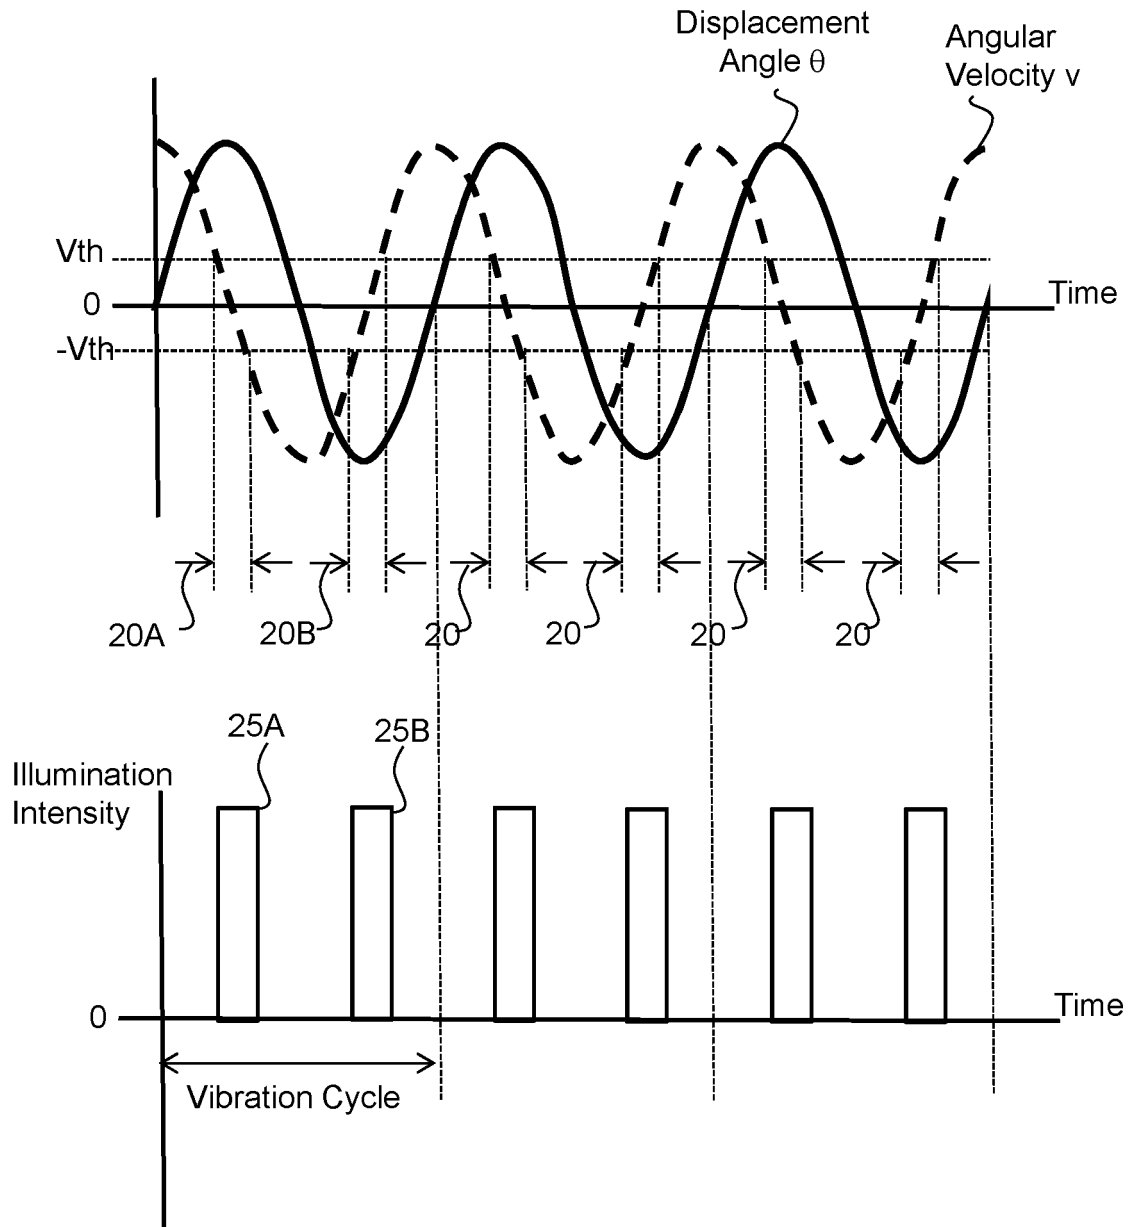 Displacement
Angle θ
Angular
Velocity v
Vth
0
Time
-Vth
20A
20B
20
20
20
20
25A
25B
Illumination
Intensity
0
Time
Vibration Cycle